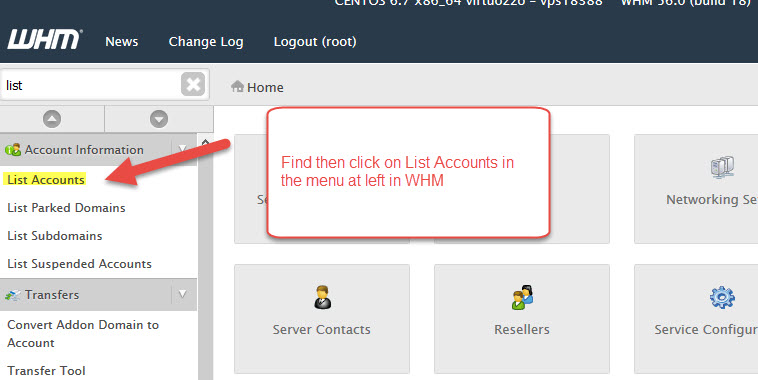 CENTOS 6.7 x86_64 virtuozzo – vps18588 WHM 56.0 (build 18)
WHM
News Change Log Logout (root)
list
Home
Account Information
List Accounts
List Parked Domains
List Subdomains
List Suspended Accounts
Transfers
Convert Addon Domain to
Account
Transfer Tool
Find then click on List Accounts in
the menu at left in WHM
Networking Se
Server Contacts
Resellers
Service Configur